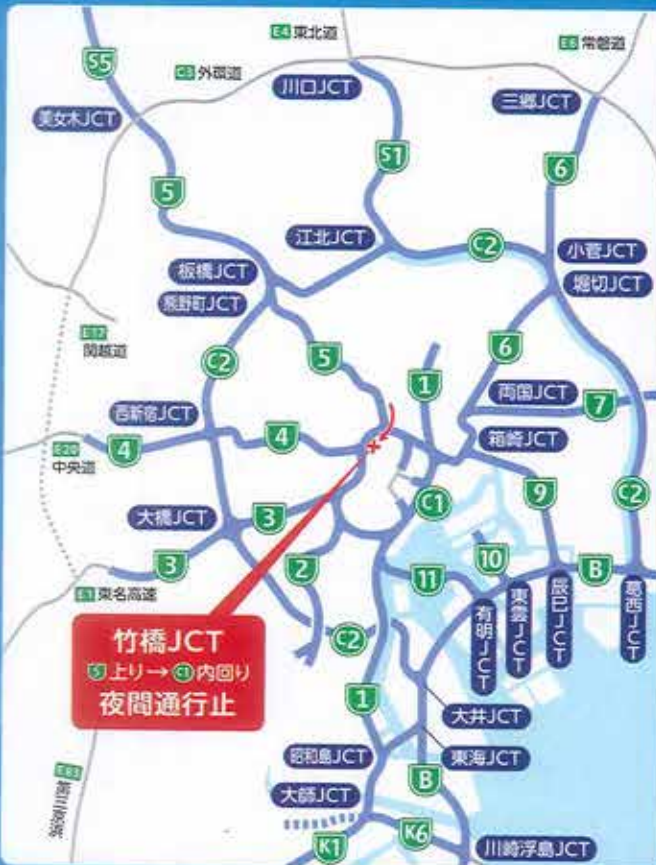 E4 東北道
E6 常磐道
S5
C3 外環道
川口JCT
美女木JCT
三郷JCT
S1
6
5
江北JCT
C2
小菅JCT
板橋JCT
堀切JCT
熊野町JCT
E17
関越道
C2
5
1
6
両国JCT
7
西新宿JCT
4
4
箱崎JCT
E20
中央道
C1
9
C2
大橋JCT
3
3
2
11
10
B
E1 東名高速
有明JCT
東雲JCT
辰巳JCT
葛西JCT
竹橋JCT
5 上り→C1 内回り
夜間通行止
C2
1
大井JCT
昭和島JCT
東海JCT
大師JCT
B
K1
K6
川崎浮島JCT